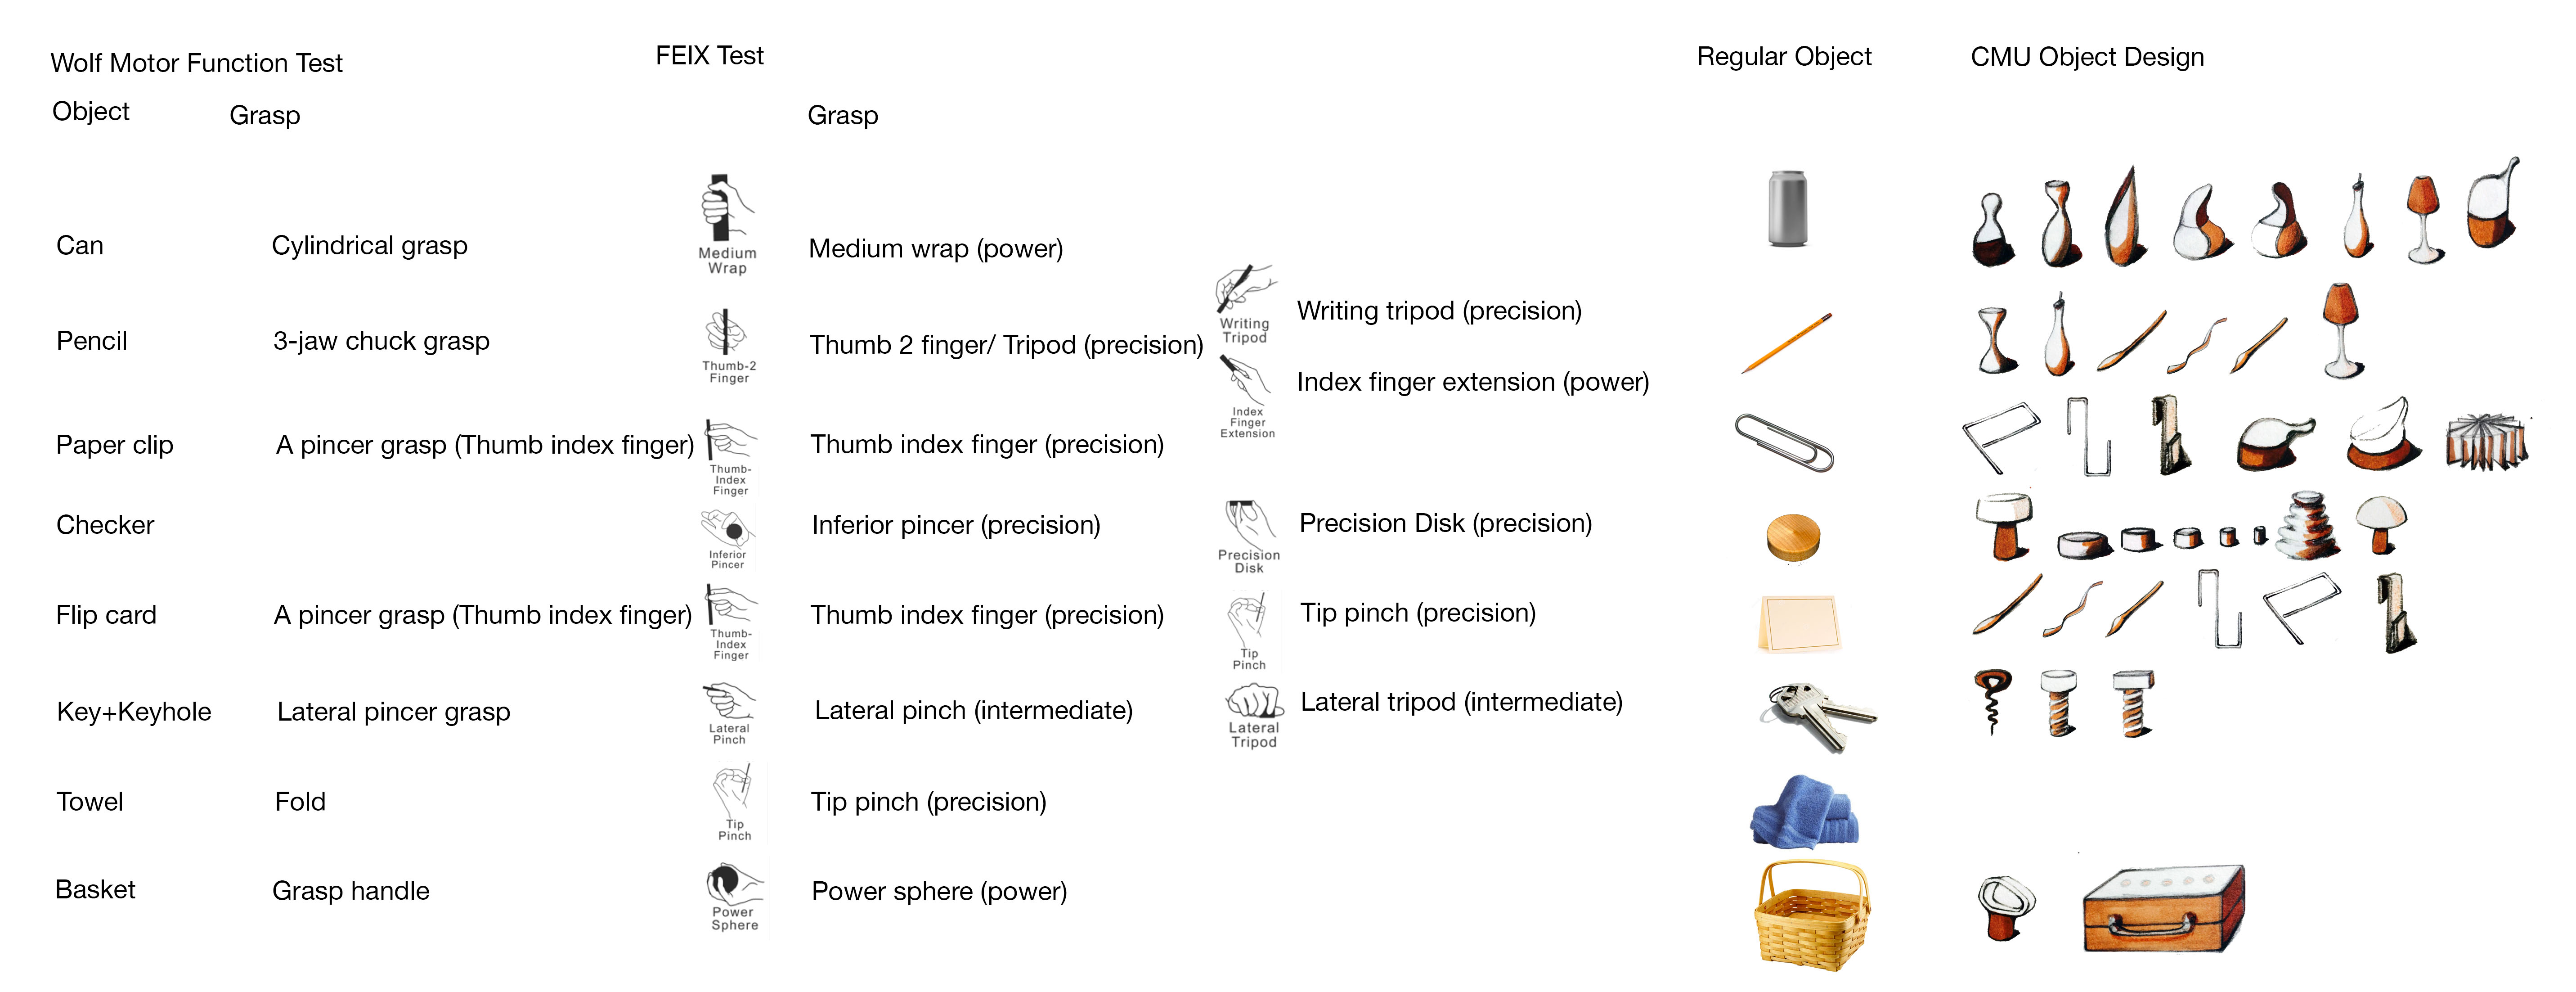 Wolf Motor Function Test
FEIX Test
Regular Object
CMU Object Design
Object
Grasp
Grasp
Can
Cylindrical grasp
Medium
Wrap
Medium wrap (power)
Pencil
3-jaw chuck grasp
Thumb-2
Finger
Thumb 2 finger/ Tripod (precision)
Writing
Tripod
Writing tripod (precision)
Index
Finger
Extension
Index finger extension (power)
Paper clip
A pincer grasp (Thumb index finger)
Thumb-
Index
Finger
Thumb index finger (precision)
Checker
Inferior
Pincer
Inferior pincer (precision)
Precision
Disk
Precision Disk (precision)
Flip card
A pincer grasp (Thumb index finger)
Thumb-
Index
Finger
Thumb index finger (precision)
Tip
Pinch
Tip pinch (precision)
Key+Keyhole
Lateral pincer grasp
Lateral
Pinch
Lateral pinch (intermediate)
Lateral
Tripod
Lateral tripod (intermediate)
Towel
Fold
Tip
Pinch
Tip pinch (precision)
Basket
Grasp handle
Power
Sphere
Power sphere (power)